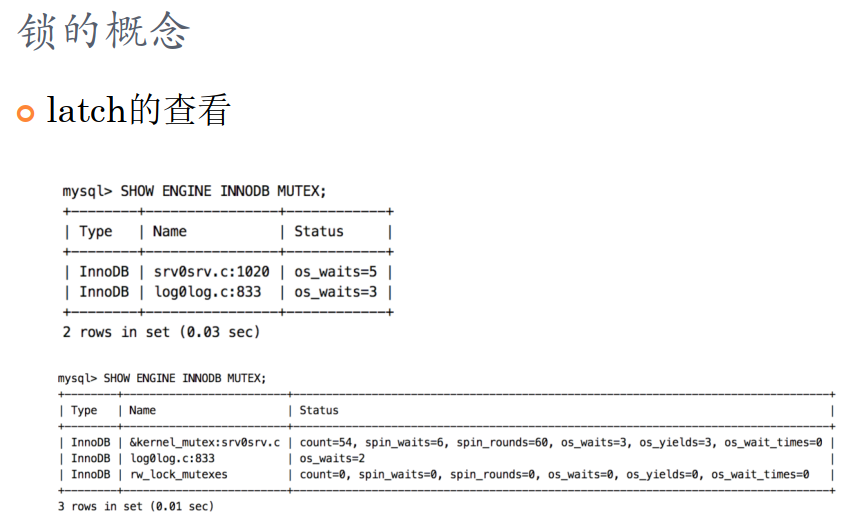 锁的概念
latch的查看
mysql> SHOW ENGINE INNODB MUTEX;
+--------+----------------+------------+
| Type   | Name           | Status     |
+--------+----------------+------------+
| InnoDB | srv0srv.c:1020 | os_waits=5 |
| InnoDB | log0log.c:833  | os_waits=3 |
+--------+----------------+------------+
2 rows in set (0.03 sec)
mysql> SHOW ENGINE INNODB MUTEX;
+--------+-------------------------+---------------------------------------------------------------------------------+
| Type   | Name                    | Status                                                                          |
+--------+-------------------------+---------------------------------------------------------------------------------+
| InnoDB | &kernel_mutex:srv0srv.c | count=54, spin_waits=6, spin_rounds=60, os_waits=3, os_yields=3, os_wait_times=0 |
| InnoDB | log0log.c:833           | os_waits=2                                                                      |
| InnoDB | rw_lock_mutexes         | count=0, spin_waits=0, spin_rounds=0, os_waits=0, os_yields=0, os_wait_times=0   |
+--------+-------------------------+---------------------------------------------------------------------------------+
3 rows in set (0.01 sec)